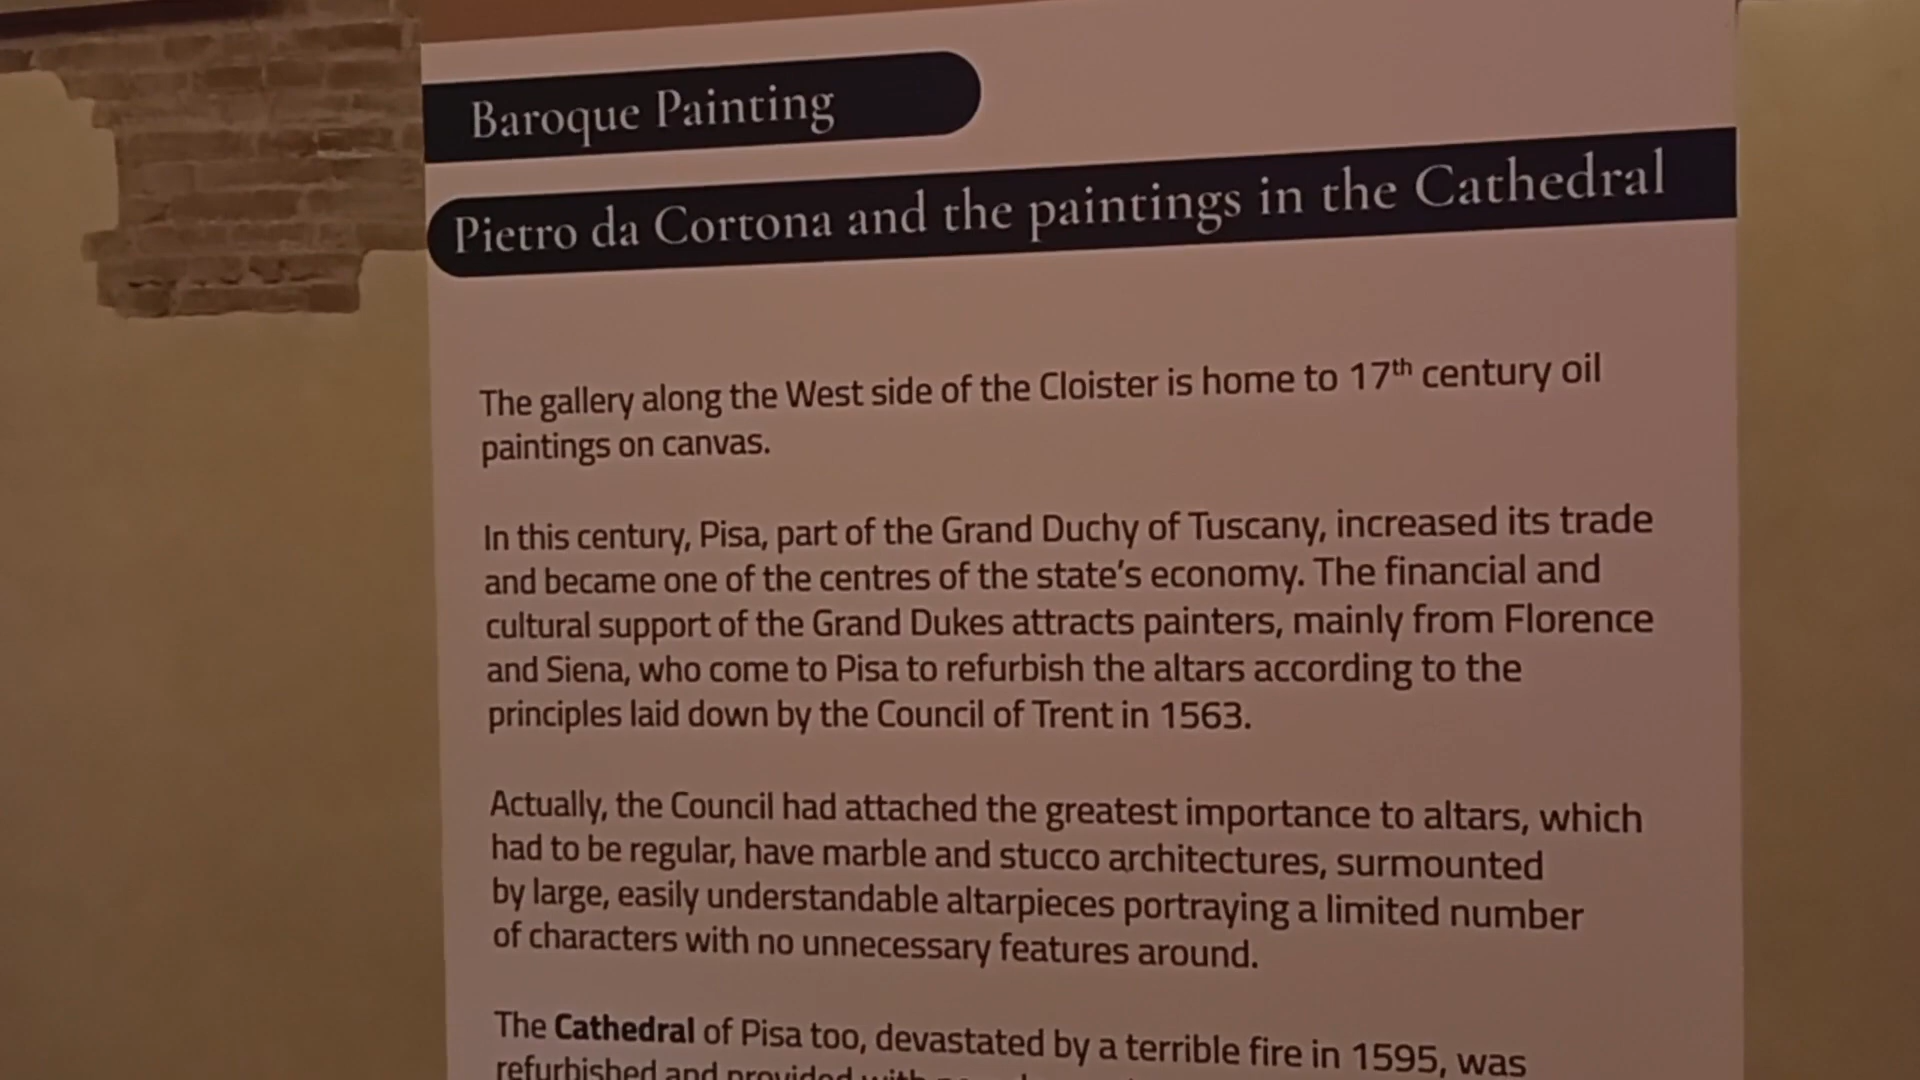 Baroque Painting
Pietro da Cortona and the paintings in the Cathedral
The gallery along the West side of the Cloister is home to 17th century oil
paintings on canvas.
In this century, Pisa, part of the Grand Duchy of Tuscany, increased its trade
and became one of the centres of the state's economy. The financial and
cultural support of the Grand Dukes attracts painters, mainly from Florence
and Siena, who come to Pisa to refurbish the altars according to the
principles laid down by the Council of Trent in 1563.
Actually, the Council had attached the greatest importance to altars, which
had to be regular, have marble and stucco architectures, surmounted
by large, easily understandable altarpieces portraying a limited number
of characters with no unnecessary features around.
The Cathedral of Pisa too, devastated by a terrible fire in 1595, was
refurbished and provided with